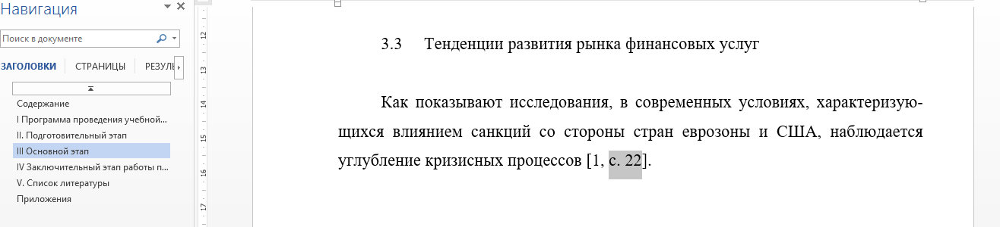 Навигация
Поиск в документе
ЗАГОЛОВКИ СТРАНИЦЫ РЕЗУЛЬ
Содержание
I Программа проведения учебной...
II. Подготовительный этап
III Основной этап
IV Заключительный этап работы п...
V. Список литературы
Приложения
12
13
14
15
16
17
3.3 Тенденции развития рынка финансовых услуг
Как показывают исследования, в современных условиях, характеризую-
щихся влиянием санкций со стороны стран еврозоны и США, наблюдается
углубление кризисных процессов [1, с. 22].